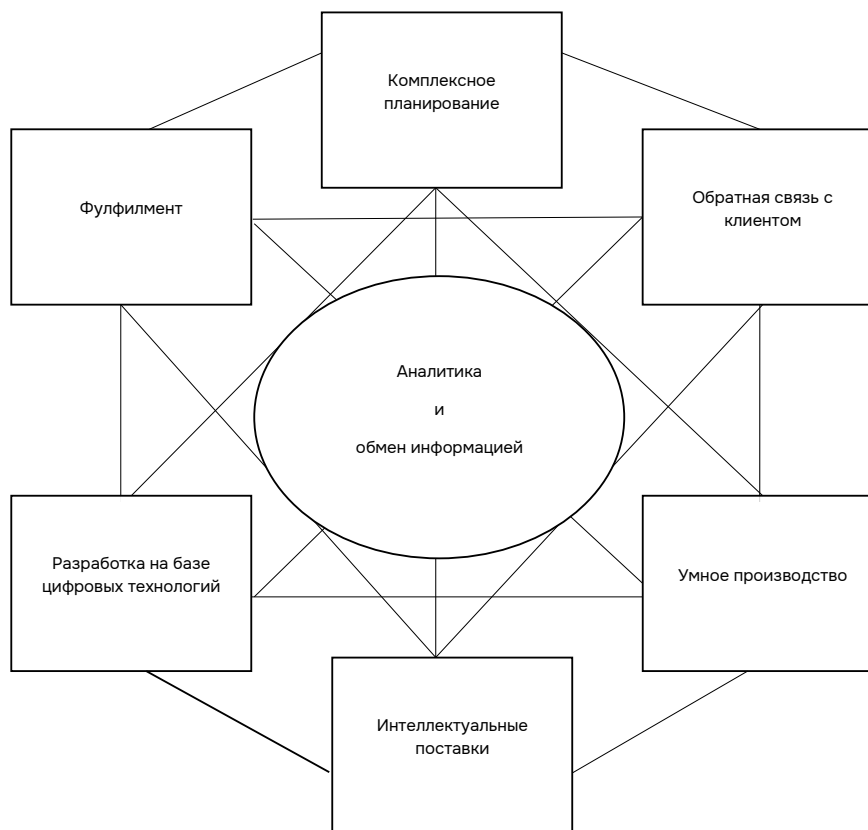 Комплексное
планирование
Фулфилмент
Обратная связь с
клиентом
Аналитика
и
обмен информацией
Разработка на базе
цифровых технологий
Умное производство
Интеллектуальные
поставки